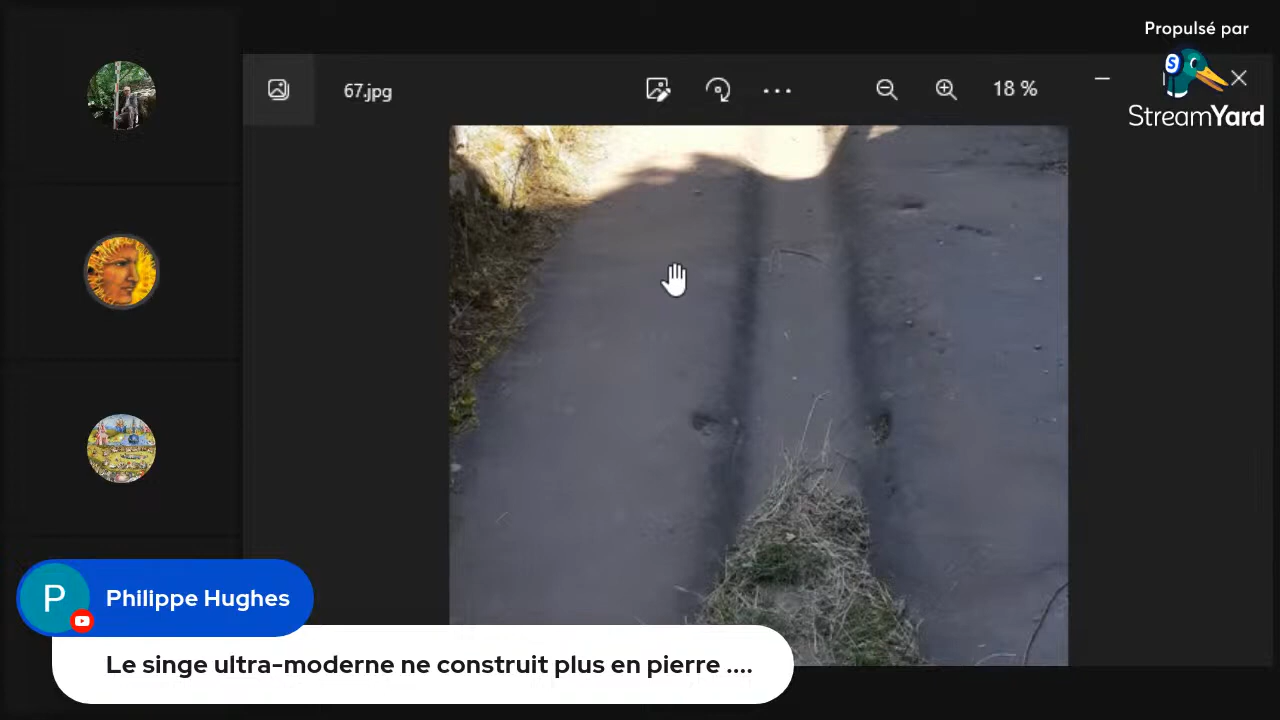 Propulsé par
StreamYard
67.jpg
18 %
P
Philippe Hughes
Le singe ultra-moderne ne construit plus en pierre ....